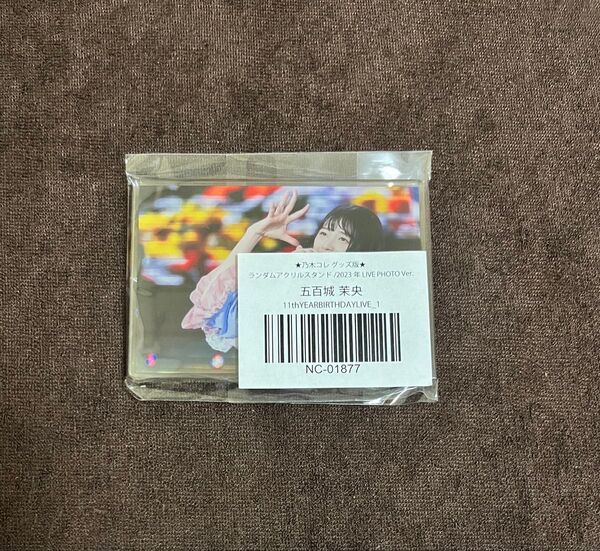 ★乃木コレ グッズ版★
ランダムアクリルスタンド /2023 年 LIVE PHOTO Ver.
五百城 茉央
11thYEARBIRTHDAYLIVE_1
NC-01877